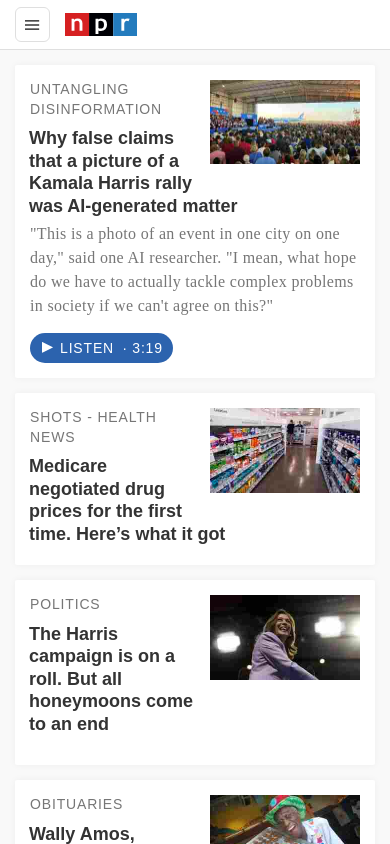 npr
UNTANGLING
DISINFORMATION
Why false claims
that a picture of a
Kamala Harris rally
was AI-generated matter
"This is a photo of an event in one city on one
day," said one AI researcher. "I mean, what hope
do we have to actually tackle complex problems
in society if we can't agree on this?"
LISTEN · 3:19
SHOTS - HEALTH
NEWS
Medicare
negotiated drug
prices for the first
time. Here’s what it got
POLITICS
The Harris
campaign is on a
roll. But all
honeymoons come
to an end
OBITUARIES
Wally Amos,